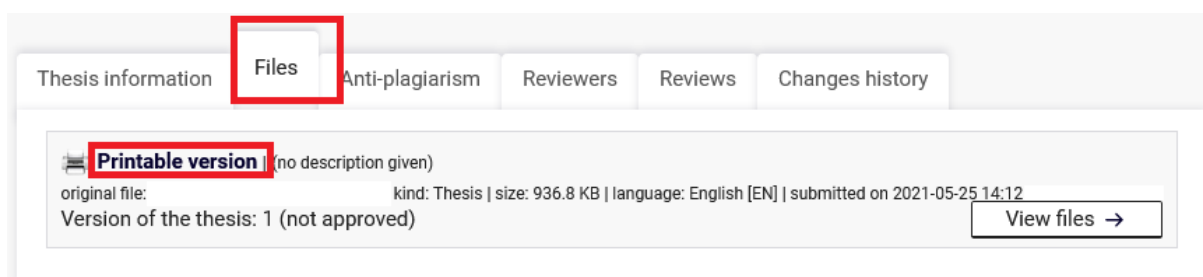 Thesis information Files Anti-plagiarism Reviewers Reviews Changes history
Printable version | (no description given)
original file: kind: Thesis | size: 936.8 KB | language: English [EN] | submitted on 2021-05-25 14:12
Version of the thesis: 1 (not approved)
View files →